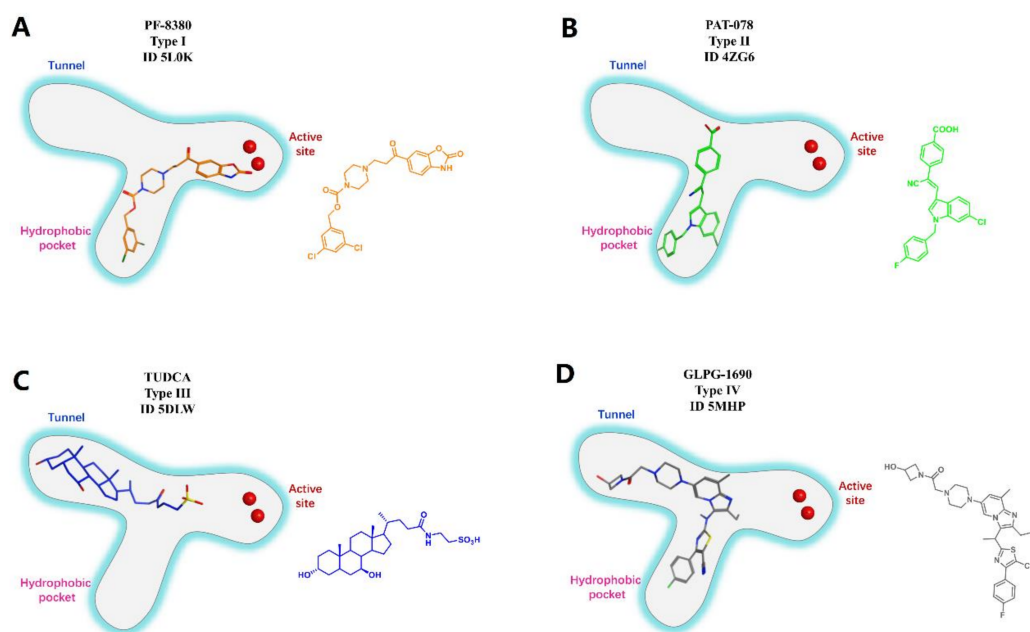 A
PF-8380
Type I
ID 5L0K
Tunnel
Active
site
Hydrophobic
pocket
O
O
O
N
H
N
N
O
O
Cl
Cl
B
PAT-078
Type II
ID 4ZG6
Tunnel
Active
site
Hydrophobic
pocket
COOH
NC
Cl
N
F
C
TUDCA
Type III
ID 5DLW
Tunnel
Active
site
Hydrophobic
pocket
O
N
H
SO3H
HO
OH
D
GLPG-1690
Type IV
ID 5MHP
Tunnel
Active
site
Hydrophobic
pocket
HO
O
N
N
N
N
N
N
S
F